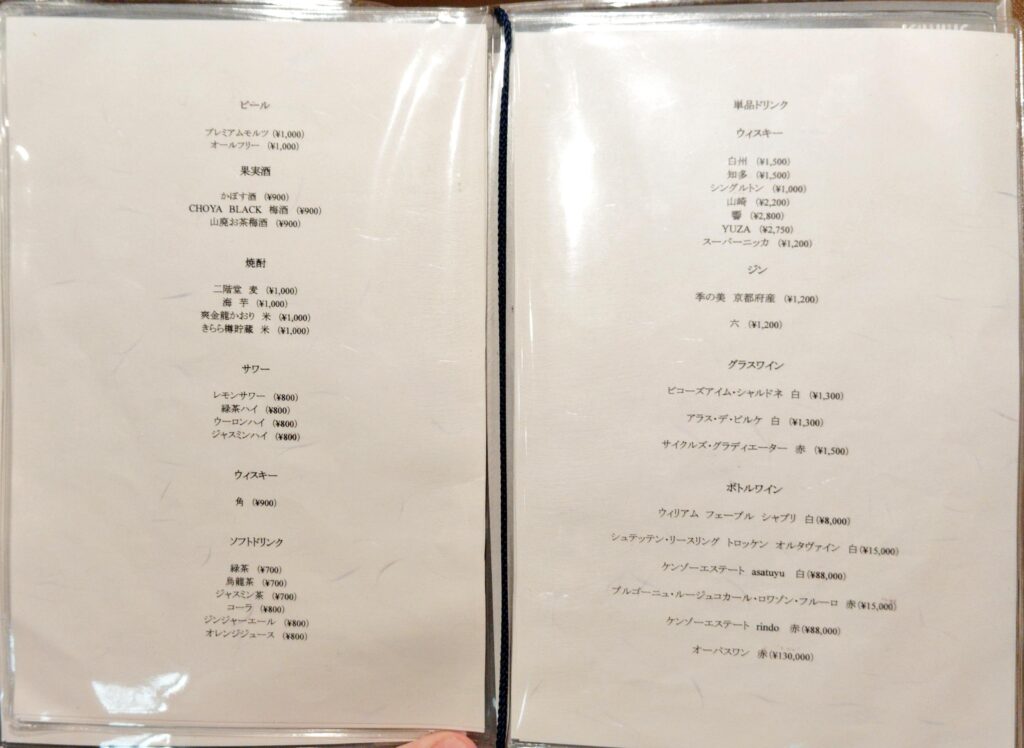 ビール
プレミアムモルツ (¥1,000)
オールフリー (¥1,000)
果実酒
かぼす酒 (¥900)
CHOYA BLACK 梅酒 (¥900)
山廃お茶梅酒 (¥900)
焼酎
二階堂 麦 (¥1,000)
海 芋 (¥1,000)
爽金龍かおり 米 (¥1,000)
きらら樽貯蔵 米 (¥1,000)
サワー
レモンサワー (¥800)
緑茶ハイ (¥800)
ウーロンハイ (¥800)
ジャスミンハイ (¥800)
ウィスキー
角 (¥900)
ソフトドリンク
緑茶 (¥700)
烏龍茶 (¥700)
ジャスミン茶 (¥700)
コーラ (¥800)
ジンジャーエール (¥800)
オレンジジュース (¥800)
単品ドリンク
ウィスキー
白州 (¥1,500)
知多 (¥1,500)
シングルトン (¥1,000)
山崎 (¥2,200)
響 (¥2,800)
YUZA (¥2,750)
スーパーニッカ (¥1,200)
ジン
季の美 京都府産 (¥1,200)
六 (¥1,200)
グラスワイン
ビコーズアイム・シャルドネ 白 (¥1,300)
アラス・デ・ピルケ 白 (¥1,300)
サイクルズ・グラディエーター 赤 (¥1,500)
ボトルワイン
ウィリアム フェーブル シャブリ 白(¥8,000)
シュテッテン・リースリング トロッケン オルタヴァイン 白(¥15,000)
ケンゾーエステート asatuyu 白(¥88,000)
ブルゴーニュ・ルージュコカール・ロワゾン・フルーロ 赤(¥15,000)
ケンゾーエステート rindo 赤(¥88,000)
オーパスワン 赤(¥130,000)